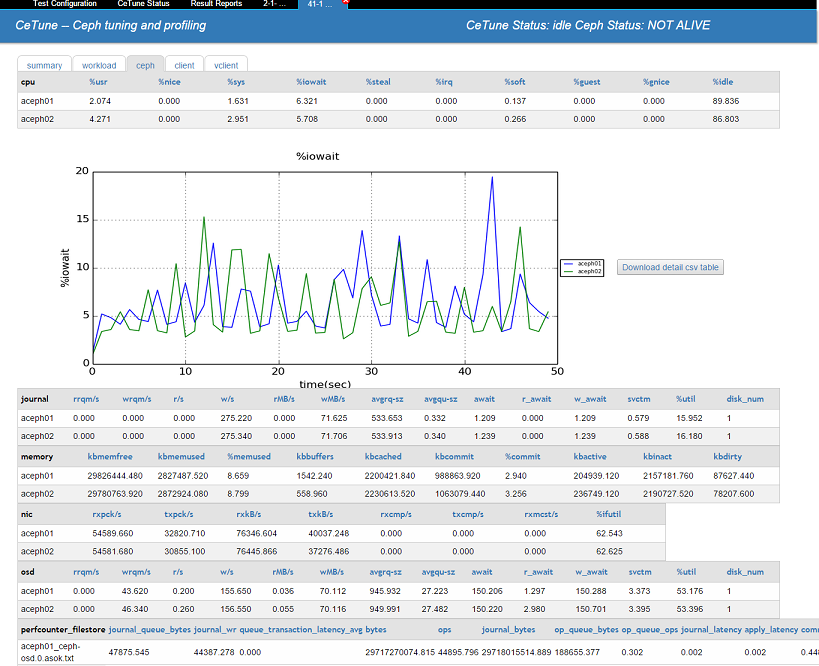 Test Configuration CeTune Status Result Reports 2-1- ... 41-1 ...
CeTune – Ceph tuning and profiling CeTune Status: idle Ceph Status: NOT ALIVE
summary workload ceph client vclient
cpu %usr %nice %sys %iowait %steal %irq %soft %guest %gnice %idle
aceph01 2.074 0.000 1.631 6.321 0.000 0.000 0.137 0.000 0.000 89.836
aceph02 4.271 0.000 2.951 5.708 0.000 0.000 0.266 0.000 0.000 86.803
%iowait
20
15
10
5
0
%iowait
aceph01
aceph02
Download detail csv table
0 10 20 30 40 50
time(sec)
journal rrqm/s wrqm/s r/s w/s rMB/s wMB/s avgrq-sz avgqu-sz await r_await w_await svctm %util disk_num
aceph01 0.000 0.000 0.000 275.220 0.000 71.625 533.653 0.332 1.209 0.000 1.209 0.579 15.952 1
aceph02 0.000 0.000 0.000 275.340 0.000 71.706 533.913 0.340 1.239 0.000 1.239 0.588 16.180 1
memory kbmemfree kbmemused %memused kbbuffers kbcached kbcommit %commit kbactive kbinact kbdirty
aceph01 29826444.480 2827487.520 8.659 1542.240 2200421.840 988863.920 2.940 204939.120 2157181.760 87627.440
aceph02 29780763.920 2872924.080 8.799 558.960 2230613.520 1063079.440 3.256 236749.120 2190727.520 78207.600
nic rxpck/s txpck/s rxkB/s txkB/s rxcmp/s txcmp/s rxmcst/s %ifutil
aceph01 54589.660 32820.710 76346.604 40037.248 0.000 0.000 0.000 62.543
aceph02 54581.680 30855.100 76445.866 37276.486 0.000 0.000 0.000 62.625
osd rrqm/s wrqm/s r/s w/s rMB/s wMB/s avgrq-sz avgqu-sz await r_await w_await svctm %util disk_num
aceph01 0.000 43.620 0.200 155.650 0.036 70.112 945.932 27.223 150.206 1.297 150.288 3.373 53.176 1
aceph02 0.000 46.340 0.260 156.550 0.055 70.116 949.991 27.482 150.220 2.980 150.701 3.395 53.396 1
perfcounter_filestore journal_queue_bytes journal_wr queue_transaction_latency_avg bytes ops journal_bytes op_queue_bytes op_queue_ops journal_latency apply_latency comm
aceph01_ceph-
osd.0.asok.txt 47875.545 44387.278 0.000 29717270074.815 44895.796 29718015514.889 188655.377 0.302 0.002 0.002 0.44